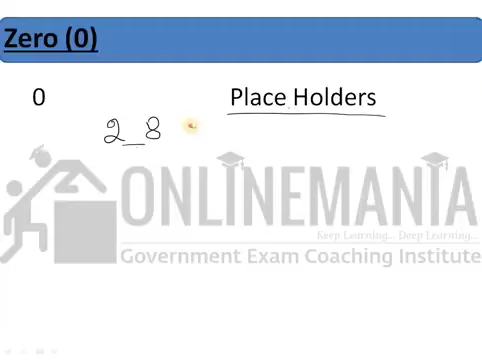 Zero (0)
0 Place Holders
2_8
ONLINEMANIA
Keep Learning... Deep Learning...
Government Exam Coaching Institute